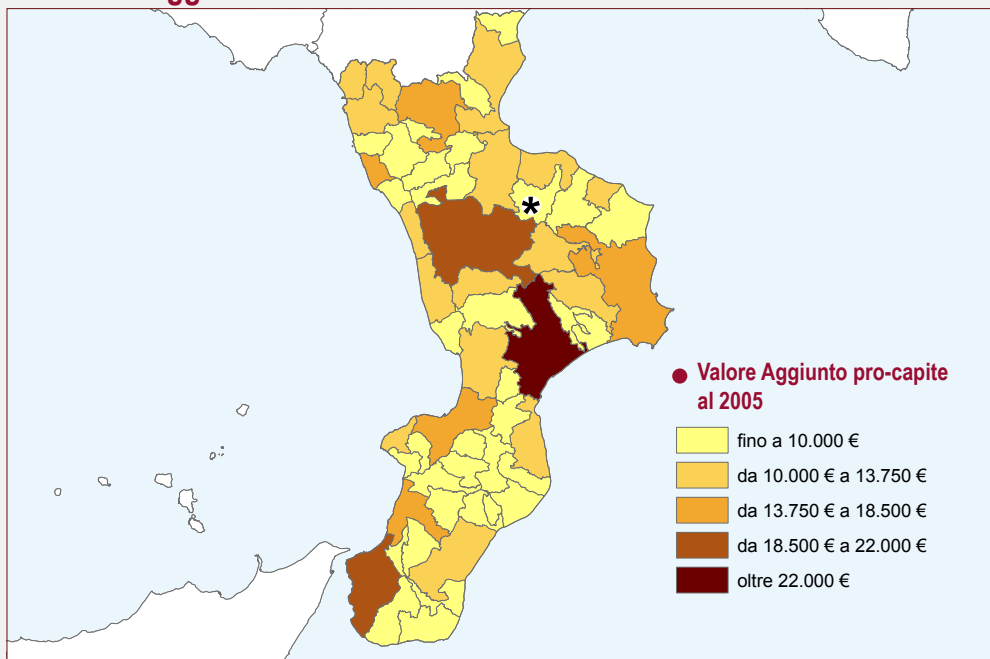 *
Valore Aggiunto pro-capite
al 2005
fino a 10.000 €
da 10.000 € a 13.750 €
da 13.750 € a 18.500 €
da 18.500 € a 22.000 €
oltre 22.000 €